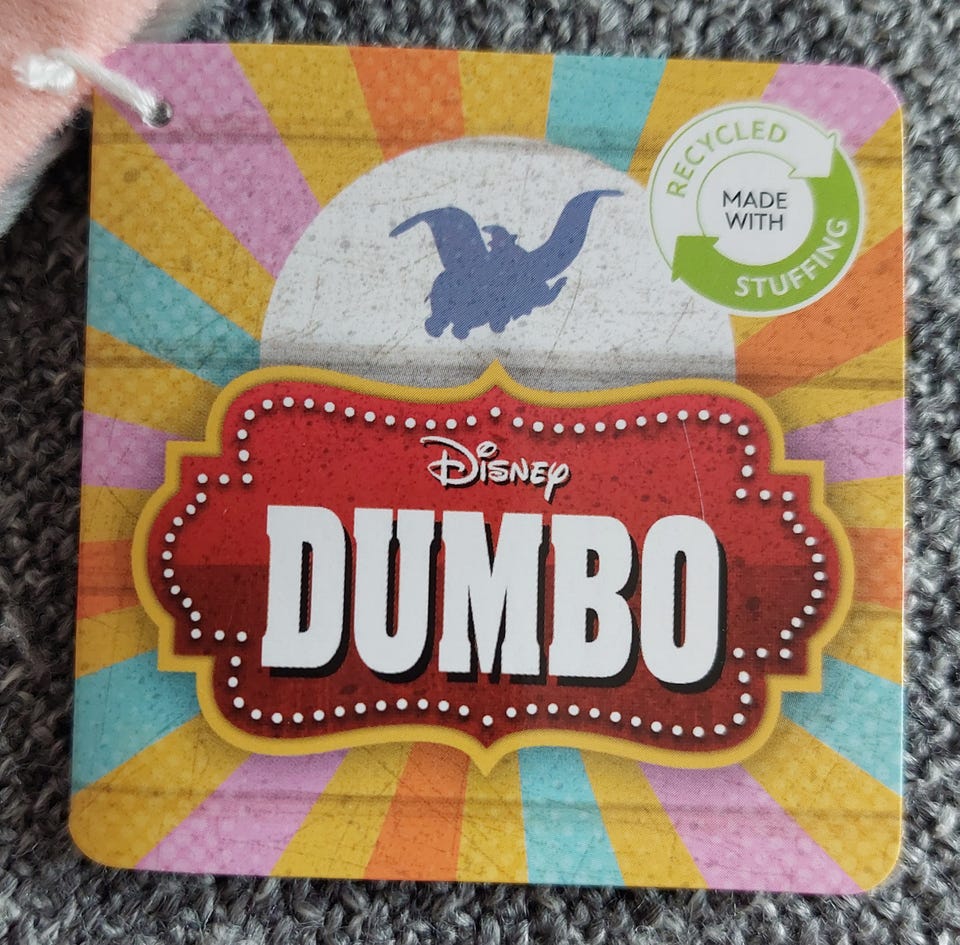 RECYCLED
MADE
WITH
STUFFING
Disney
DUMBO